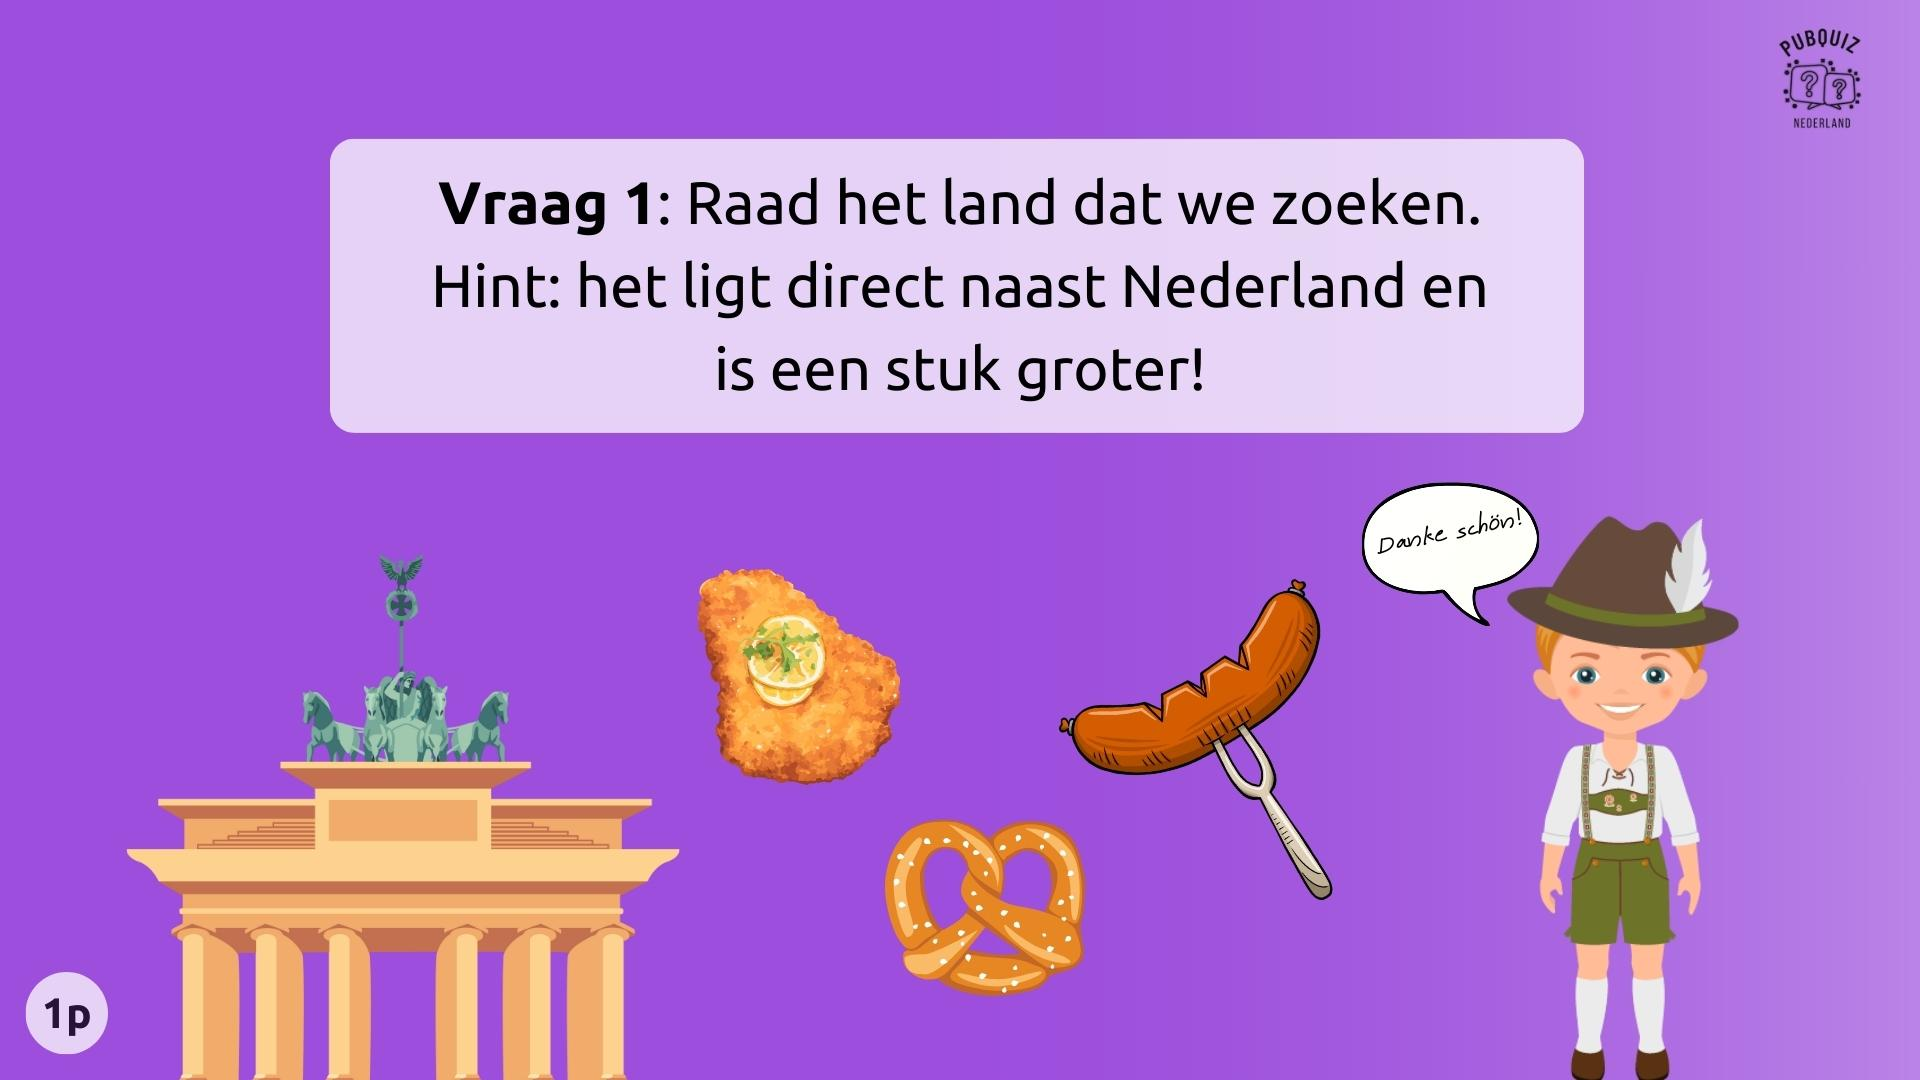 PUBQUIZ
? ?
NEDERLAND
Vraag 1: Raad het land dat we zoeken.
Hint: het ligt direct naast Nederland en
is een stuk groter!
Danke schön!
1p